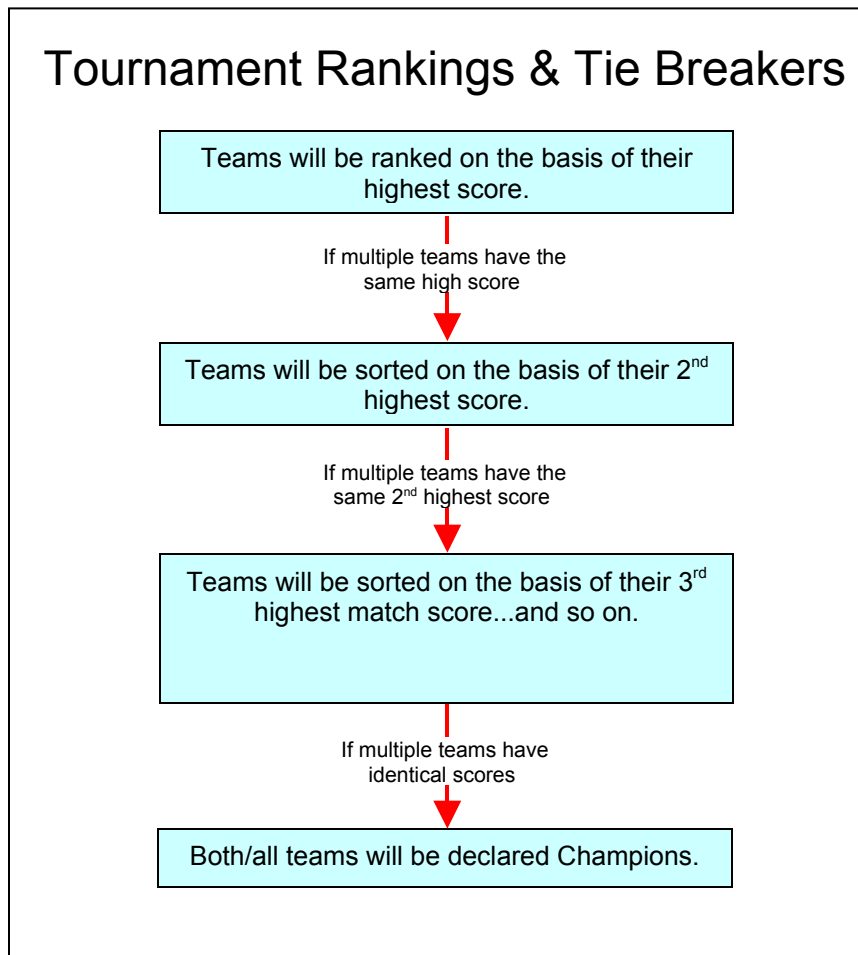 Tournament Rankings & Tie Breakers
Teams will be ranked on the basis of their
highest score.
If multiple teams have the
same high score
Teams will be sorted on the basis of their 2nd
highest score.
If multiple teams have the
same 2nd highest score
Teams will be sorted on the basis of their 3rd
highest match score...and so on.
If multiple teams have
identical scores
Both/all teams will be declared Champions.